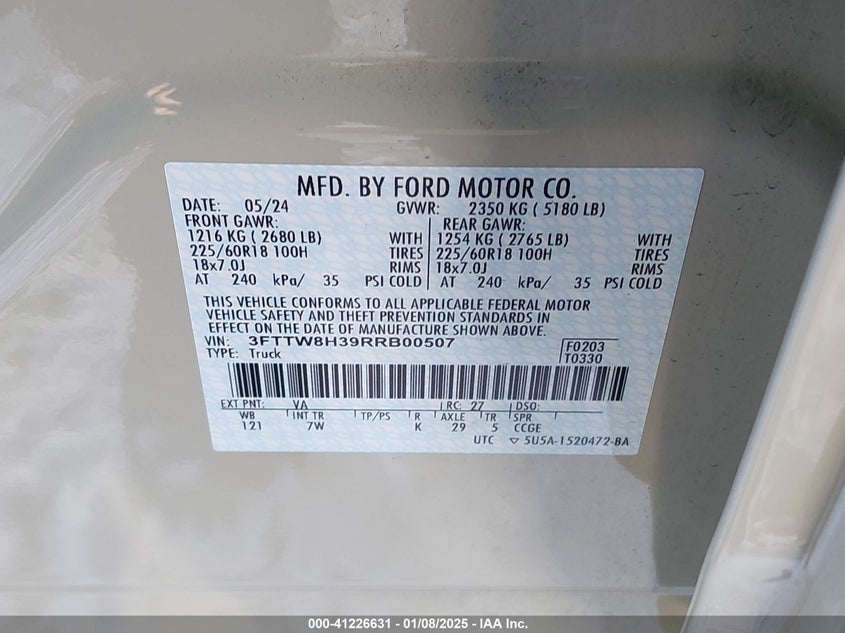 MFD. BY FORD MOTOR CO.
DATE: 05/24 GVWR: 2350 KG ( 5180 LB)
FRONT GAWR: REAR GAWR:
1216 KG ( 2680 LB) WITH 1254 KG ( 2765 LB) WITH
225/60R18 100H TIRES 225/60R18 100H TIRES
18x7.0J RIMS 18x7.0J RIMS
AT 240 kPa/ 35 PSI COLD AT 240 kPa/ 35 PSI COLD
THIS VEHICLE CONFORMS TO ALL APPLICABLE FEDERAL MOTOR
VEHICLE SAFETY AND THEFT PREVENTION STANDARDS IN
EFFECT ON THE DATE OF MANUFACTURE SHOWN ABOVE.
VIN: 3FTTW8H39RRB00507 F0203
TYPE: Truck T0330
EXT PNT: VA RC: 27 DSO:
WB INT TR TP/PS R AXLE TR SPR
121 7W K 29 5 CCGE
UTC ▽ 5U5A-1520472-BA
000-41226631 - 01/08/2025 - IAA, Inc.